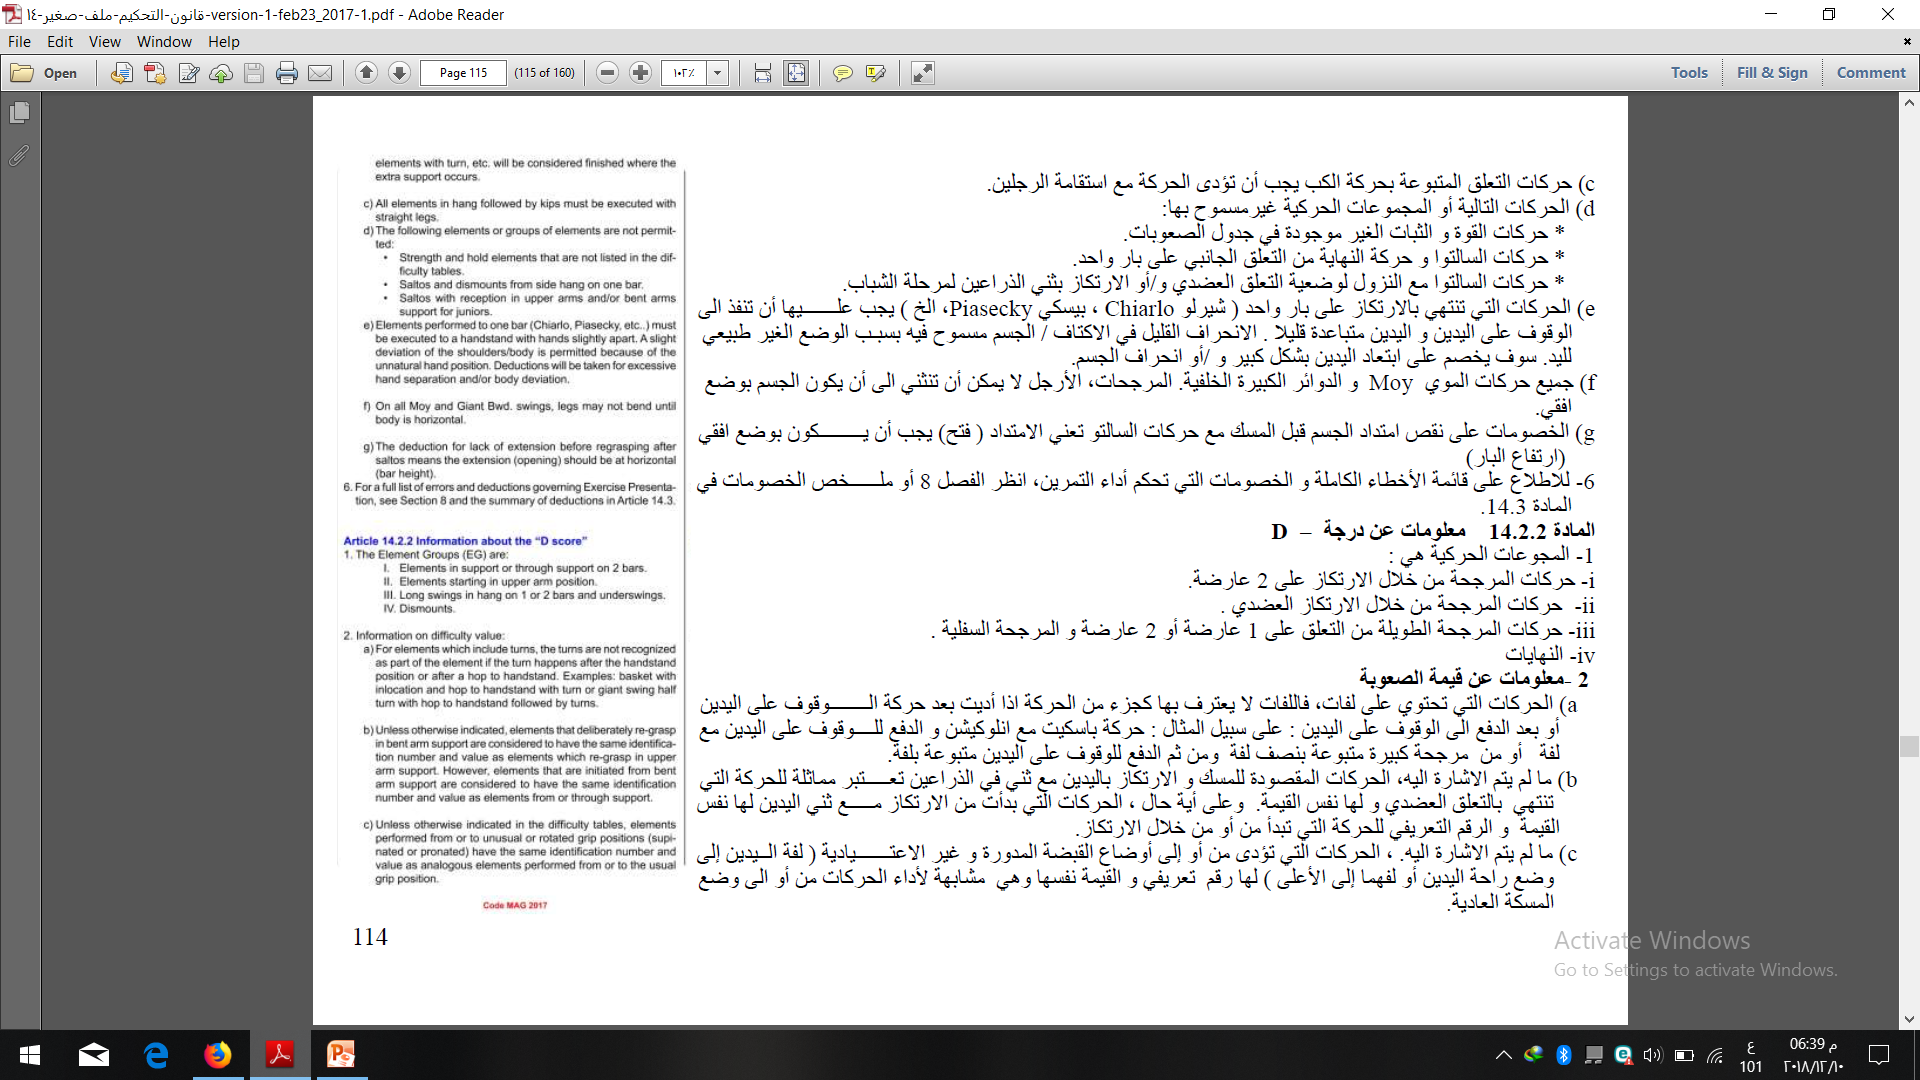 قانون-التحكيم-ملف-صغير-١٤-version-1-feb23_2017-1.pdf - Adobe Reader
File Edit View Window Help
Open Page 115 (115 of 160) ١٠٢٪ Tools Fill & Sign Comment
elements with turn, etc. will be considered finished where the
extra support occurs.
c) All elements in hang followed by kips must be executed with
straight legs.
d) The following elements or groups of elements are not permit-
ted:
• Strength and hold elements that are not listed in the dif-
ficulty tables.
• Saltos and dismounts from side hang on one bar.
• Saltos with reception in upper arms and/or bent arms
support for juniors.
e) Elements performed to one bar (Chiarlo, Piasecky, etc..) must
be executed to a handstand with hands slightly apart. A slight
deviation of the shoulders/body is permitted because of the
unnatural hand position. Deductions will be taken for excessive
hand separation and/or body deviation.
f) On all Moy and Giant Bwd. swings, legs may not bend until
body is horizontal.
g) The deduction for lack of extension before regrasping after
saltos means the extension (opening) should be at horizontal
(bar height).
6. For a full list of errors and deductions governing Exercise Presenta-
tion, see Section 8 and the summary of deductions in Article 14.3.
Article 14.2.2 Information about the “D score”
1. The Element Groups (EG) are:
I. Elements in support or through support on 2 bars.
II. Elements starting in upper arm position.
III. Long swings in hang on 1 or 2 bars and underswings.
IV. Dismounts.
2. Information on difficulty value:
a) For elements which include turns, the turns are not recognized
as part of the element if the turn happens after the handstand
position or after a hop to handstand. Examples: basket with
inlocation and hop to handstand with turn or giant swing half
turn with hop to handstand followed by turns.
b) Unless otherwise indicated, elements that deliberately re-grasp
in bent arm support are considered to have the same identifica-
tion number and value as elements which re-grasp in upper
arm support. However, elements that are initiated from bent
arm support are considered to have the same identification
number and value as elements from or through support.
c) Unless otherwise indicated in the difficulty tables, elements
performed from or to unusual or rotated grip positions (supi-
nated or pronated) have the same identification number and
value as analogous elements performed from or to the usual
grip position.
Code MAG 2017
114
c) حركات التعلق المتبوعة بحركة الكب يجب أن تؤدى الحركة مع استقامة الرجلين.
d) الحركات التالية أو المجموعات الحركية غيرمسموح بها:
* حركات القوة و الثبات الغير موجودة في جدول الصعوبات.
* حركات السالتوا و حركة النهاية من التعلق الجانبي على بار واحد.
* حركات السالتوا مع النزول لوضعية التعلق العضدي و/أو الارتكاز بثني الذراعين لمرحلة الشباب.
e) الحركات التي تنتهي بالارتكاز على بار واحد ( شيرلو Chiarlo ، بيسكي Piasecky، الخ ) يجب علــــــيها أن تنفذ الى
الوقوف على اليدين و اليدين متباعدة قليلا . الانحراف القليل في الاكتاف / الجسم مسموح فيه بسبب الوضع الغير طبيعي
لليد. سوف يخصم على ابتعاد اليدين بشكل كبير و /أو انحراف الجسم.
f) جميع حركات الموي Moy و الدوائر الكبيرة الخلفية. المرجحات، الأرجل لا يمكن أن تنثني الى أن يكون الجسم بوضع
افقي.
g) الخصومات على نقص امتداد الجسم قبل المسك مع حركات السالتو تعني الامتداد ( فتح) يجب أن يــــــــكون بوضع افقي
(ارتفاع البار)
6- للاطلاع على قائمة الأخطاء الكاملة و الخصومات التي تحكم أداء التمرين، انظر الفصل 8 أو ملـــــــخص الخصومات في
المادة 14.3.
المادة 14.2.2 معلومات عن درجة – D
1- المجوعات الحركية هي :
i- حركات المرجحة من خلال الارتكاز على 2 عارضة.
ii- حركات المرجحة من خلال الارتكاز العضدي .
iii- حركات المرجحة الطويلة من التعلق على 1 عارضة أو 2 عارضة و المرجحة السفلية .
iv- النهايات
2 -معلومات عن قيمة الصعوبة
a) الحركات التي تحتوي على لفات، فاللفات لا يعترف بها كجزء من الحركة اذا أديت بعد حركة الــــــــوقوف على اليدين
أو بعد الدفع الى الوقوف على اليدين : على سبيل المثال : حركة باسكيت مع انلوكيشن و الدفع للــــوقوف على اليدين مع
لفة أو من مرجحة كبيرة متبوعة بنصف لفة ومن ثم الدفع للوقوف على اليدين متبوعة بلفة.
b) ما لم يتم الاشارة اليه، الحركات المقصودة للمسك و الارتكاز باليدين مع ثني في الذراعين تعـــــتبر مماثلة للحركة التي
تنتهي بالتعلق العضدي و لها نفس القيمة. وعلى أية حال ، الحركات التي بدأت من الارتكاز مـــــع ثني اليدين لها نفس
القيمة و الرقم التعريفي للحركة التي تبدأ من أو من خلال الارتكاز.
c) ما لم يتم الاشارة اليه. ، الحركات التي تؤدى من أو إلى أوضاع القبضة المدورة و غير الاعتـــــــيادية ( لفة الــيدين إلى
وضع راحة اليدين أو لفهما إلى الأعلى ) لها رقم تعريفي و القيمة نفسها وهي مشابهة لأداء الحركات من أو الى وضع
المسكة العادية.
Activate Windows
Go to Settings to activate Windows.
ع 06:39 م
101 ٢٠١٨/١٢/١٠